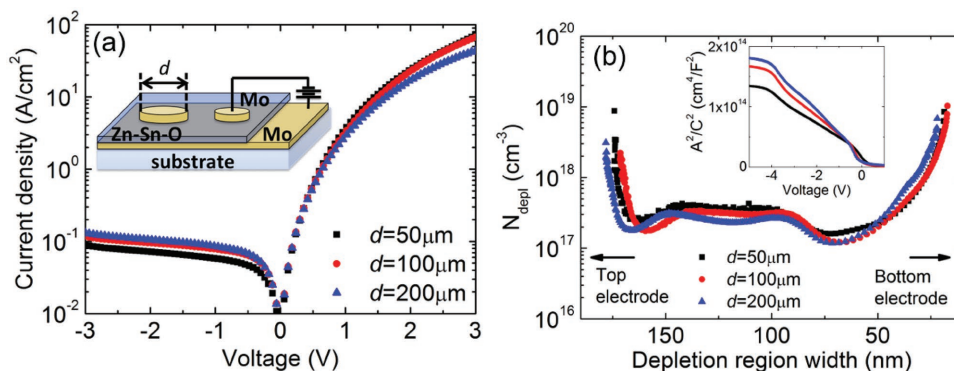 (a)
Current density (A/cm²)
10²
10¹
10⁰
10⁻¹
10⁻²
d
Mo
Zn-Sn-O
Mo
substrate
d=50μm
d=100μm
d=200μm
-3 -2 -1 0 1 2 3
Voltage (V)
(b)
N_depl (cm⁻³)
10²⁰
10¹⁹
10¹⁸
10¹⁷
10¹⁶
A²/C² (cm⁴/F²)
2x10¹⁴
1x10¹⁴
0
-4 -2 0
Voltage (V)
Top
electrode
d=50μm
d=100μm
d=200μm
Bottom
electrode
150 100 50
Depletion region width (nm)